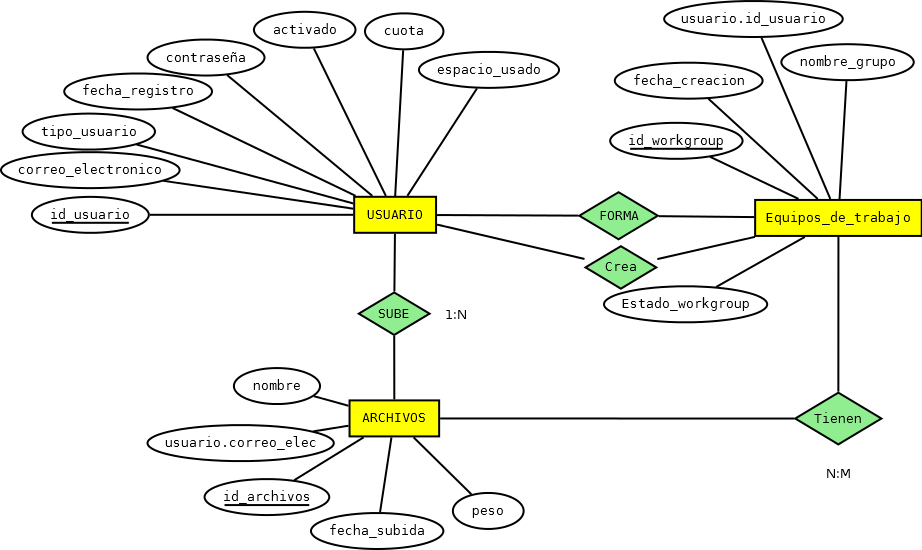 usuario.id_usuario
activado
cuota
contraseña
nombre_grupo
espacio_usado
fecha_creacion
fecha_registro
tipo_usuario
id_workgroup
correo_electronico
id_usuario
USUARIO
FORMA
Equipos_de_trabajo
Crea
Estado_workgroup
SUBE
1:N
nombre
ARCHIVOS
Tienen
usuario.correo_elec
N:M
id_archivos
peso
fecha_subida